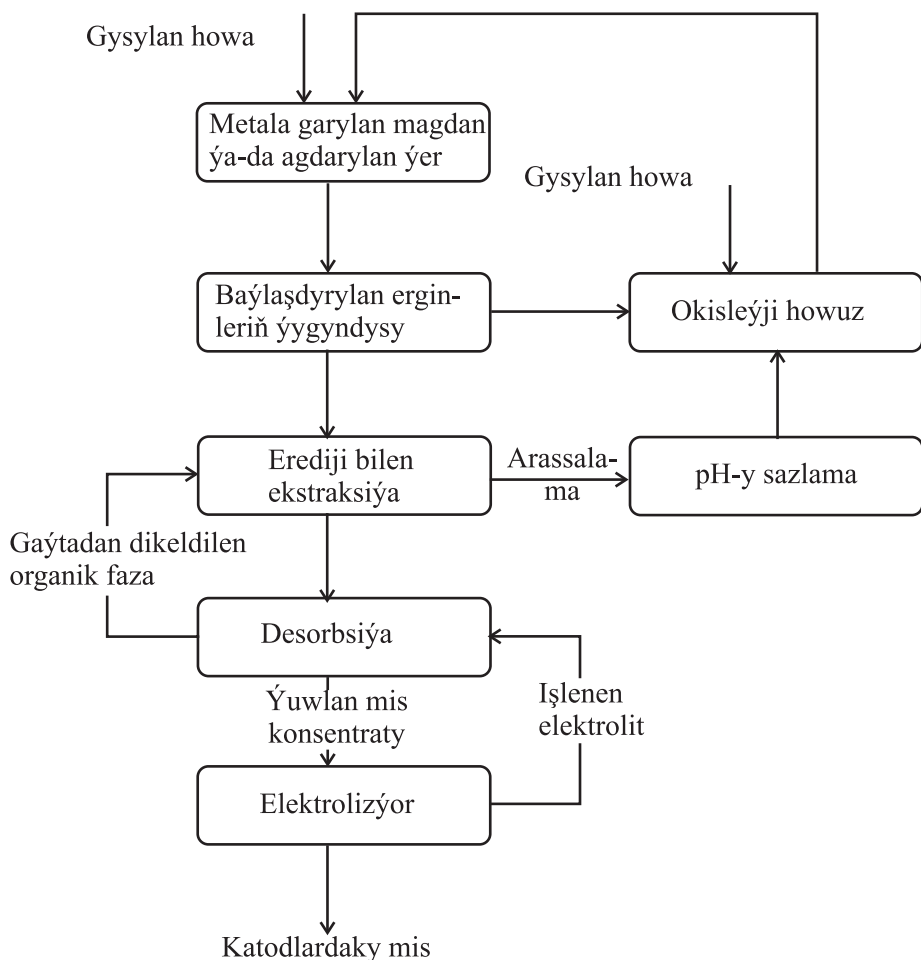 Gysylan howa
Metala garylan magdan
ýa-da agdarylan ýer
Gysylan howa
Baýlaşdyrylan ergin-
leriň ýygyndysy
Okisleýji howuz
Erediji bilen
ekstraksiýa
Arassala-
ma
pH-y sazlama
Gaýtadan dikeldilen
organik faza
Desorbsiýa
Ýuwlan mis
konsentraty
Işlenen
elektrolit
Elektrolizýor
Katodlardaky mis